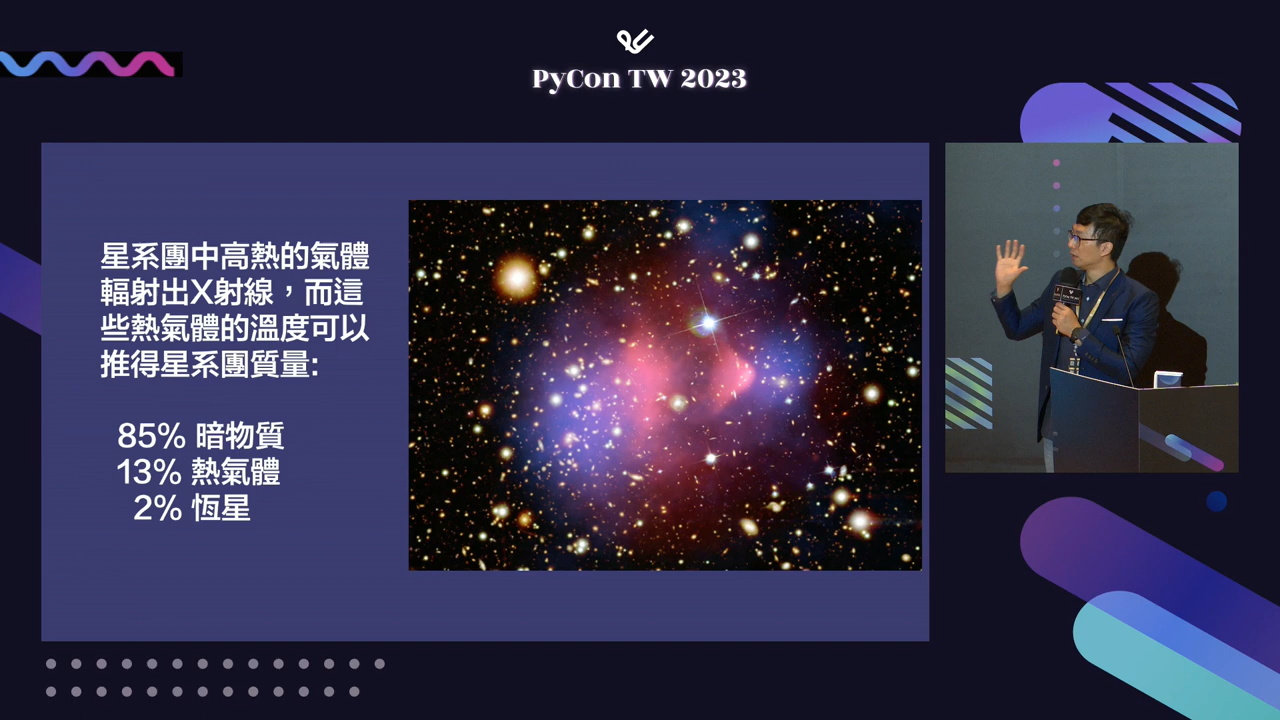 PyCon TW 2023
星系團中高熱的氣體
輻射出X射線，而這
些熱氣體的溫度可以
推得星系團質量:
85% 暗物質
13% 熱氣體
2% 恆星